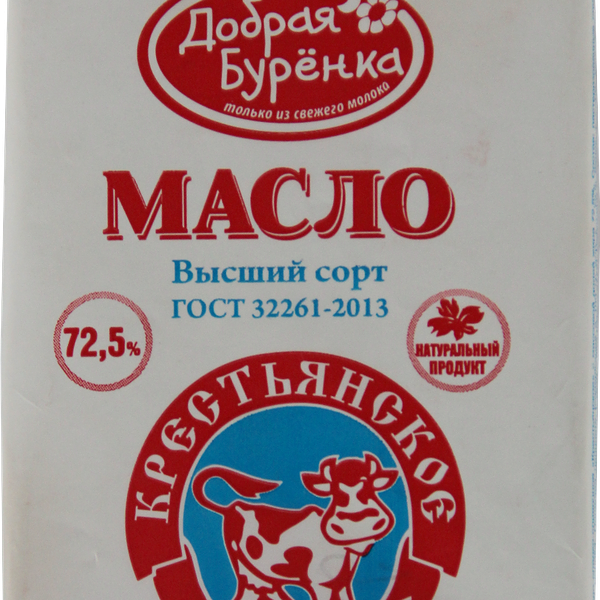 Добрая
Бурёнка
только из свежего молока
МАСЛО
Высший сорт
ГОСТ 32261-2013
72,5%
НАТУРАЛЬНЫЙ
ПРОДУКТ
КРЕСТЬЯНСКОЕ